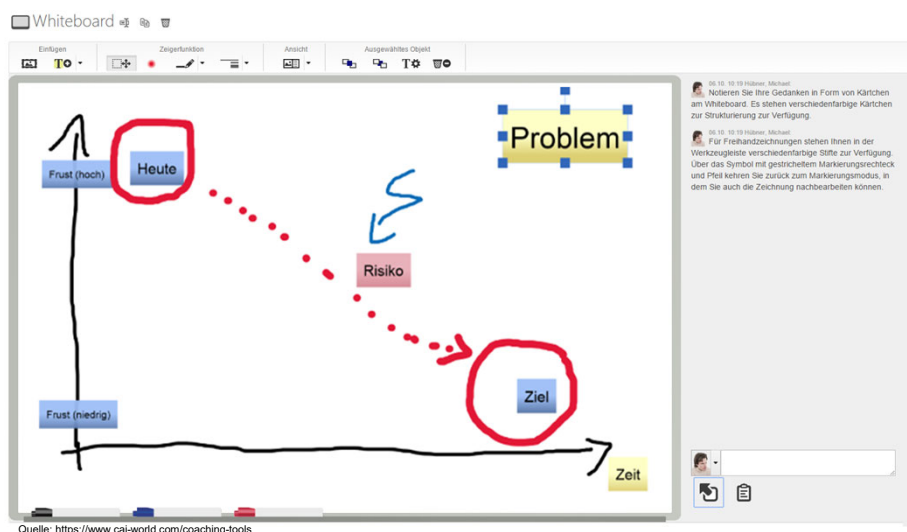 Whiteboard
Einfügen
Zeigerfunktion
Ansicht
Ausgewähltes Objekt
Problem
Frust (hoch)
Heute
Risiko
Ziel
Frust (niedrig)
Zeit
06.10. 10:19 Hübner, Michael:
Notieren Sie Ihre Gedanken in Form von Kärtchen
am Whiteboard. Es stehen verschiedenfarbige Kärtchen
zur Strukturierung zur Verfügung.
06.10. 10:19 Hübner, Michael:
Für Freihandzeichnungen stehen Ihnen in der
Werkzeugleiste verschiedenfarbige Stifte zur Verfügung.
Über das Symbol mit gestricheltem Markierungsrechteck
und Pfeil kehren Sie zurück zum Markierungsmodus, in
dem Sie auch die Zeichnung nachbearbeiten können.
Quelle: https://www.cai-world.com/coaching-tools